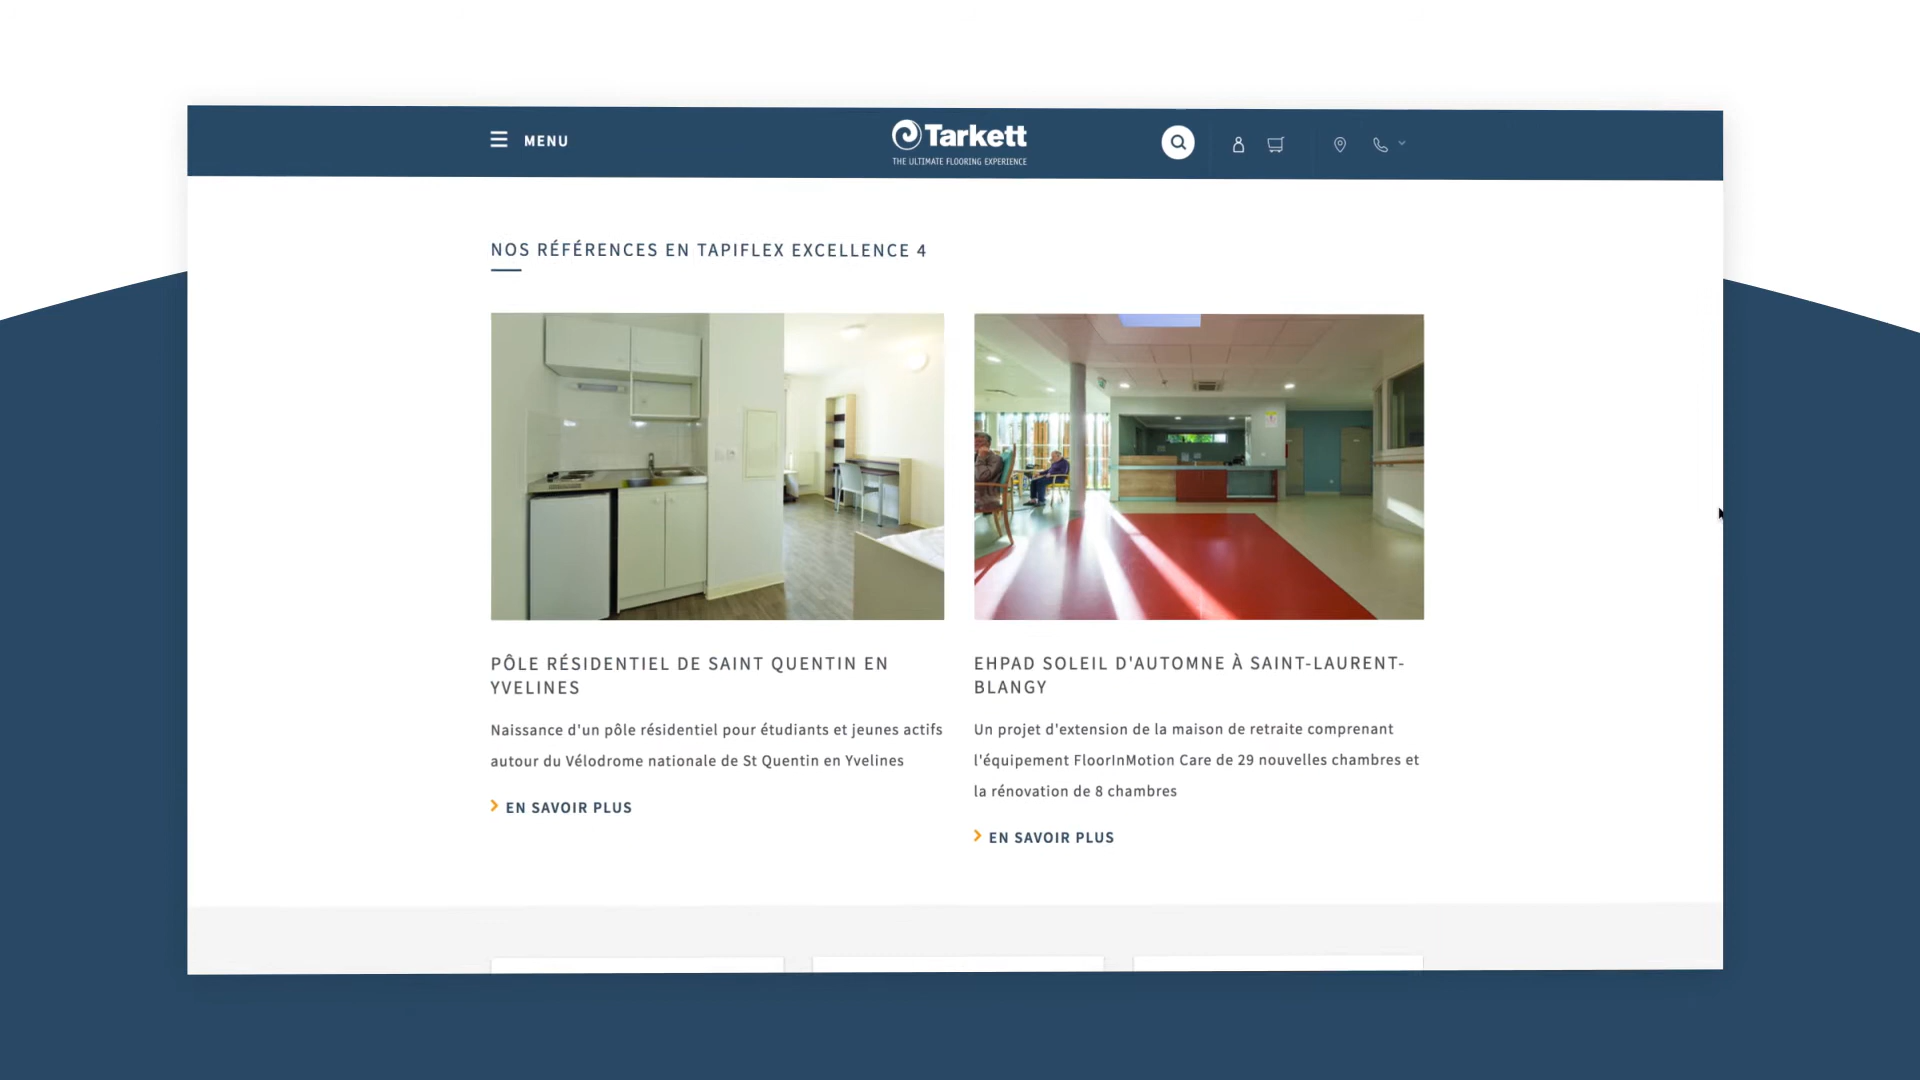 MENU
Tarkett
THE ULTIMATE FLOORING EXPERIENCE
NOS RÉFÉRENCES EN TAPIFLEX EXCELLENCE 4
PÔLE RÉSIDENTIEL DE SAINT QUENTIN EN
YVELINES
Naissance d'un pôle résidentiel pour étudiants et jeunes actifs
autour du Vélodrome nationale de St Quentin en Yvelines
EN SAVOIR PLUS
EHPAD SOLEIL D'AUTOMNE À SAINT-LAURENT-
BLANGY
Un projet d'extension de la maison de retraite comprenant
l'équipement FloorInMotion Care de 29 nouvelles chambres et
la rénovation de 8 chambres
EN SAVOIR PLUS